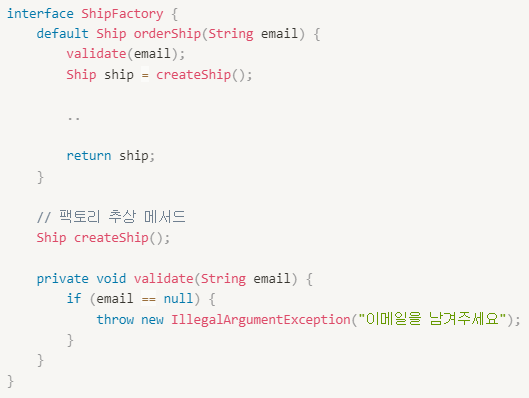 interface ShipFactory {
    default Ship orderShip(String email) {
        validate(email);
        Ship ship = createShip();

        ..

        return ship;
    }

    // 팩토리 추상 메서드
    Ship createShip();

    private void validate(String email) {
        if (email == null) {
            throw new IllegalArgumentException("이메일을 남겨주세요");
        }
    }
}